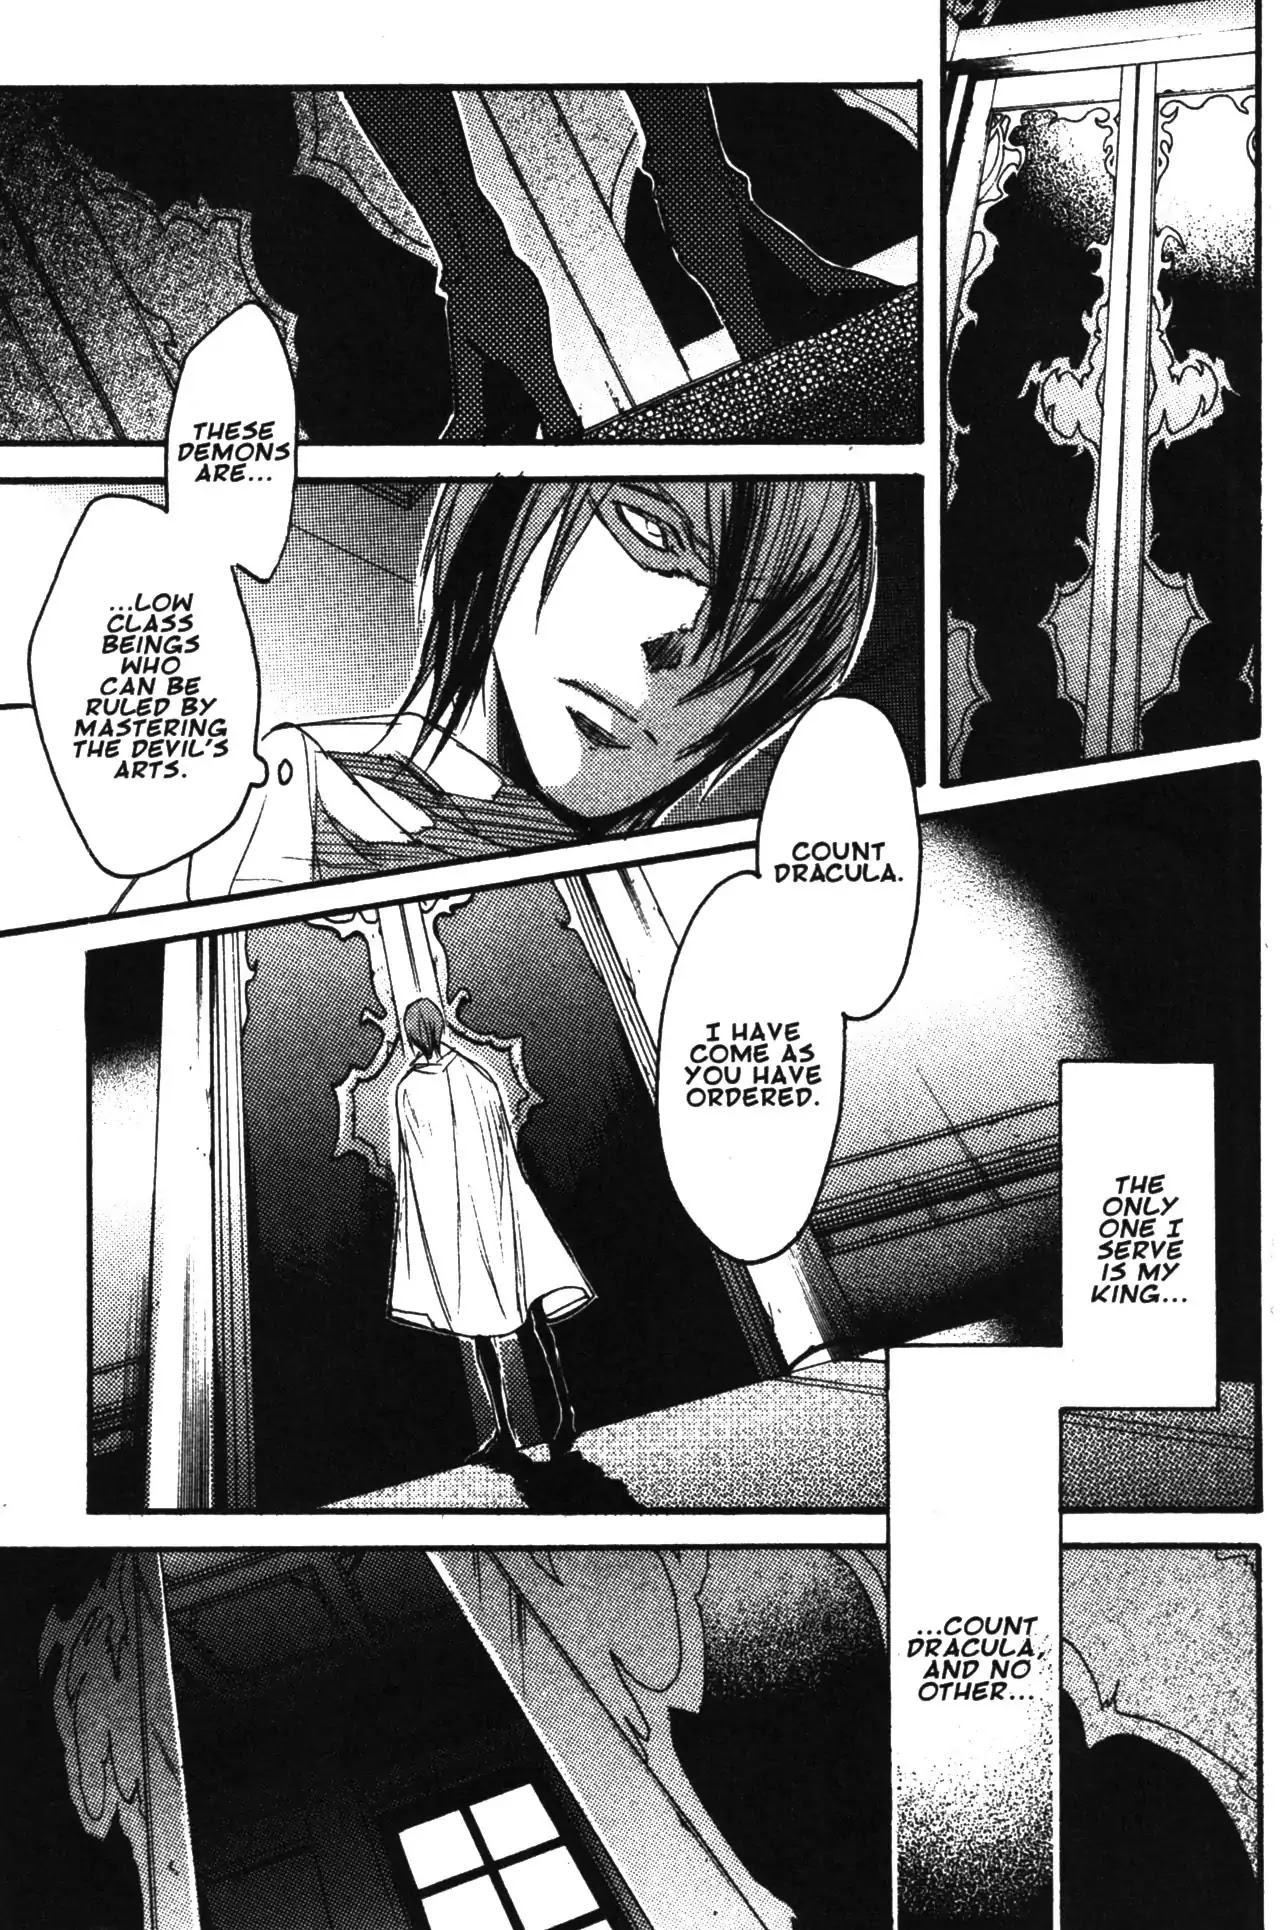 THESE
DEMONS
ARE...
...LOW
CLASS
BEINGS
WHO
CAN BE
RULED BY
MASTERING
THE DEVIL'S
ARTS.
COUNT
DRACULA.
I HAVE
COME AS
YOU HAVE
ORDERED.
THE
ONLY
ONE I
SERVE
IS MY
KING...
...COUNT
DRACULA,
AND NO
OTHER...